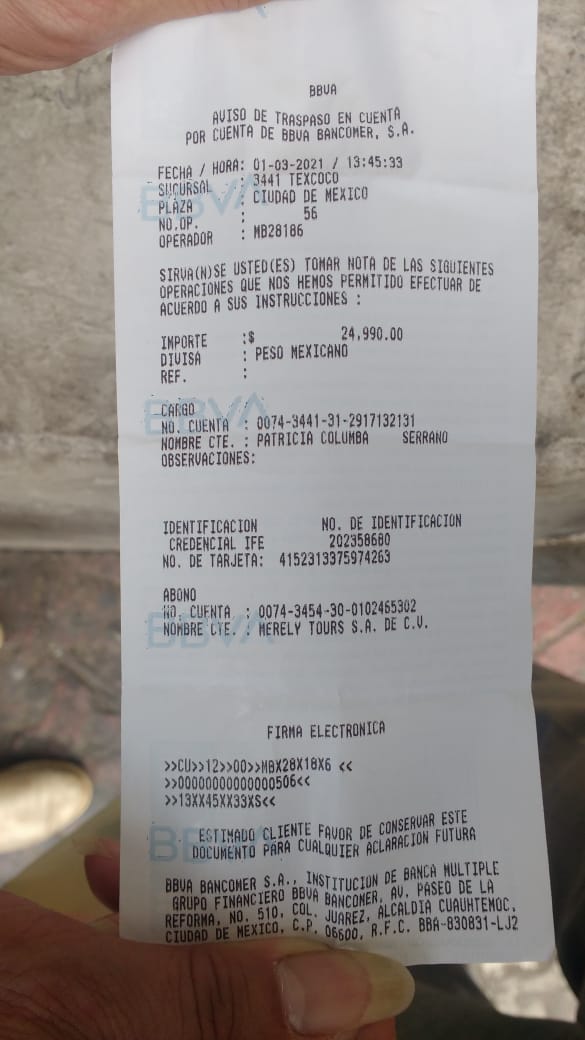 BBVA
AVISO DE TRASPASO EN CUENTA
POR CUENTA DE BBVA BANCOMER, S.A.
FECHA / HORA: 01-03-2021 / 13:45:33
SUCURSAL : 3441 TEXCOCO
PLAZA : CIUDAD DE MEXICO
NO.OP. : 56
OPERADOR : MB28186
SIRVA(N)SE USTED(ES) TOMAR NOTA DE LAS SIGUIENTES
OPERACIONES QUE NOS HEMOS PERMITIDO EFECTUAR DE
ACUERDO A SUS INSTRUCCIONES :
IMPORTE :$ 24,990.00
DIVISA : PESO MEXICANO
REF. :
CARGO
NO. CUENTA : 0074-3441-31-2917132131
NOMBRE CTE. : PATRICIA COLUMBA SERRANO
OBSERVACIONES:
IDENTIFICACION NO. DE IDENTIFICACION
CREDENCIAL IFE 202358680
NO. DE TARJETA: 4152313375974263
ABONO
NO. CUENTA : 0074-3454-30-0102465302
NOMBRE CTE. : MERELY TOURS S.A. DE C.V.
FIRMA ELECTRONICA
>>CU>>12>>00>>MBX28X18X6 <<
>>00000000000000506<<
>>13XX45XX33XS<<
ESTIMADO CLIENTE FAVOR DE CONSERVAR ESTE
DOCUMENTO PARA CUALQUIER ACLARACION FUTURA
BBVA BANCOMER S.A., INSTITUCION DE BANCA MULTIPLE
GRUPO FINANCIERO BBVA BANCOMER, AV. PASEO DE LA
REFORMA, NO. 510, COL. JUAREZ, ALCALDIA CUAUHTEMOC,
CIUDAD DE MEXICO, C.P. 06600, R.F.C. BBA-830831-LJ2